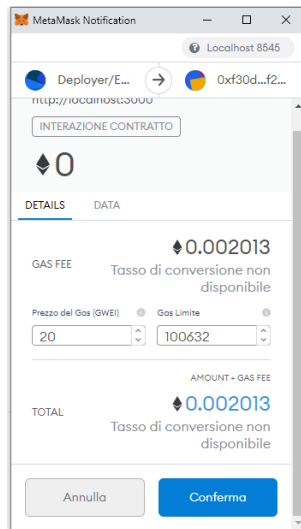 MetaMask Notification
Localhost 8545
Deployer/E...
0xf30d...f2...
http://localhost:3000
INTERAZIONE CONTRATTO
0
DETAILS DATA
GAS FEE
0.002013
Tasso di conversione non
disponibile
Prezzo del Gas (GWEI) Gas Limite
20 100632
AMOUNT + GAS FEE
TOTAL
0.002013
Tasso di conversione non
disponibile
Annulla Conferma